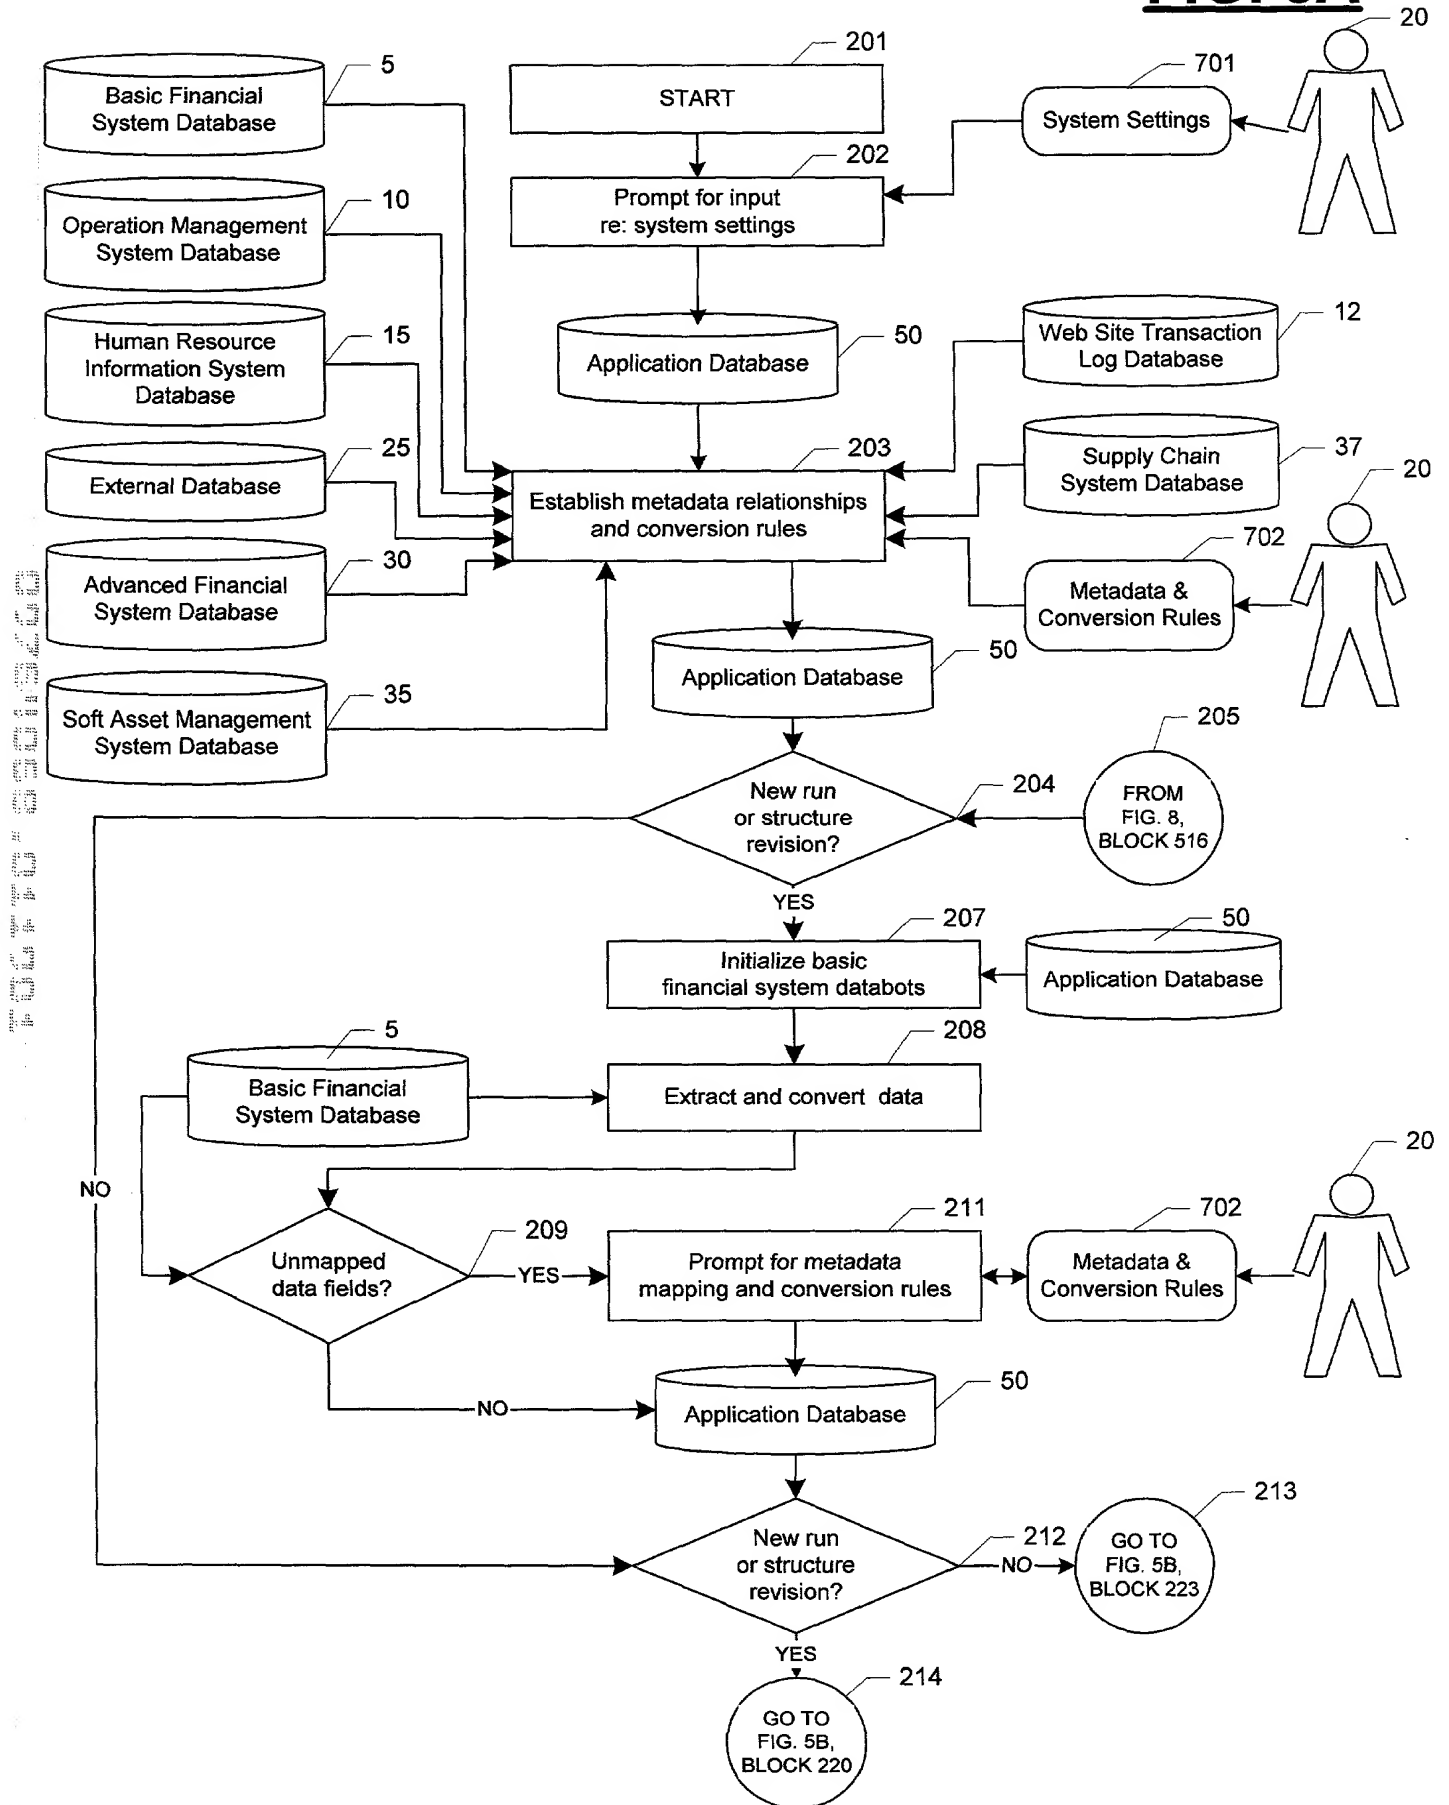 20
201
5
701
Basic Financial
System Database
START
System Settings
202
10
Prompt for input
re: system settings
Operation Management
System Database
50
12
15
Human Resource
Information System
Database
Application Database
Web Site Transaction
Log Database
25
203
37
External Database
Supply Chain
System Database
20
Establish metadata relationships
and conversion rules
702
30
Advanced Financial
System Database
Metadata &
Conversion Rules
50
Application Database
35
Soft Asset Management
System Database
205
New run
or structure
revision?
204
FROM
FIG. 8,
BLOCK 516
YES
207
50
Initialize basic
financial system databots
Application Database
5
208
Basic Financial
System Database
Extract and convert data
20
NO
211
702
209
Unmapped
data fields?
YES
Prompt for metadata
mapping and conversion rules
Metadata &
Conversion Rules
50
NO
Application Database
213
New run
or structure
revision?
212
NO
GO TO
FIG. 5B,
BLOCK 223
YES
214
GO TO
FIG. 5B,
BLOCK 220